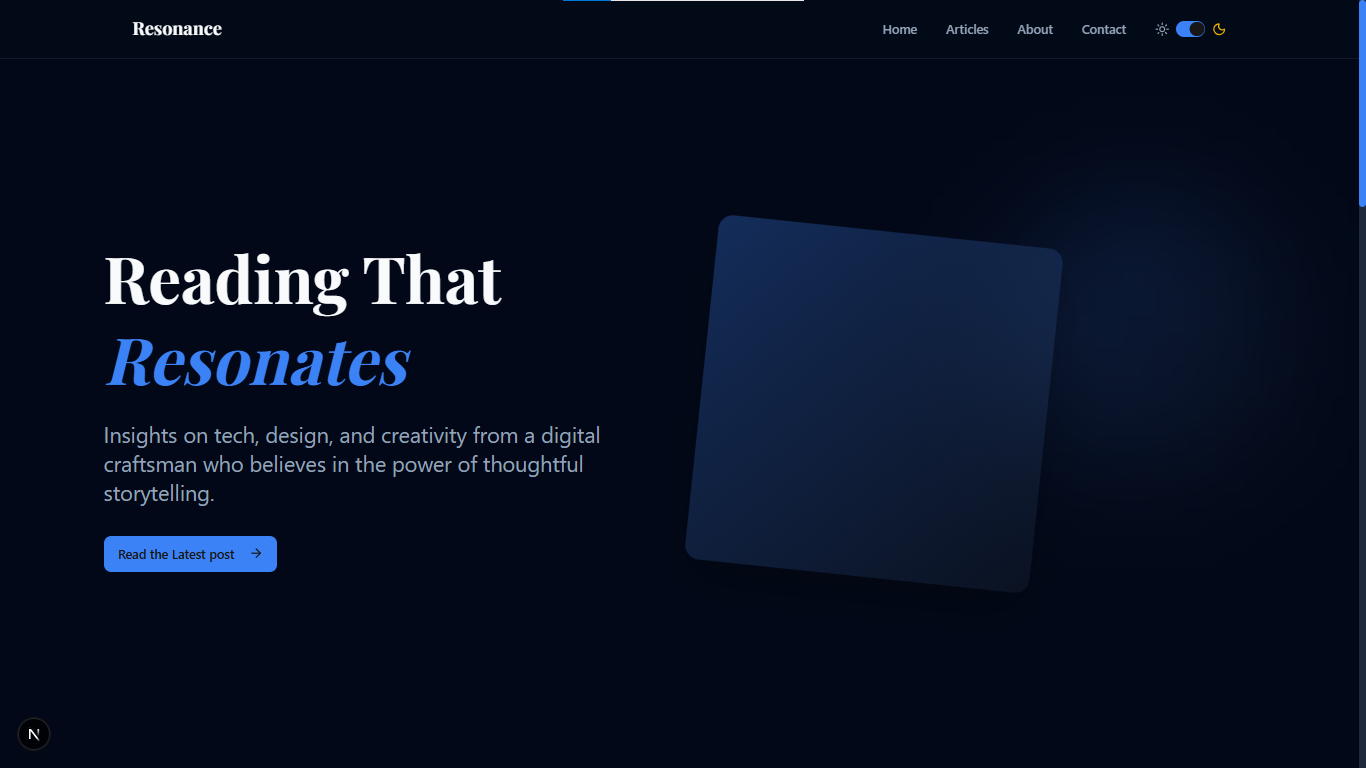 Resonance
Home Articles About Contact
Reading That
Resonates
Insights on tech, design, and creativity from a digital
craftsman who believes in the power of thoughtful
storytelling.
Read the Latest post
N